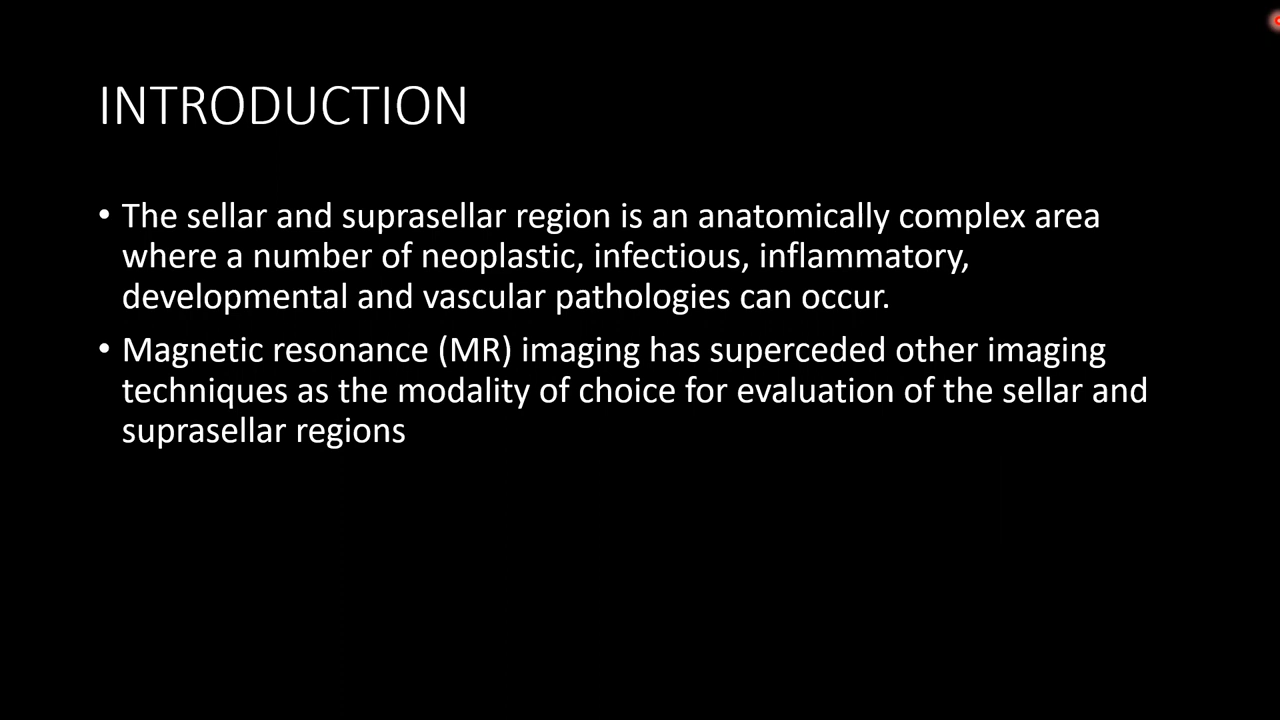 INTRODUCTION
• The sellar and suprasellar region is an anatomically complex area
where a number of neoplastic, infectious, inflammatory,
developmental and vascular pathologies can occur.
• Magnetic resonance (MR) imaging has superceded other imaging
techniques as the modality of choice for evaluation of the sellar and
suprasellar regions